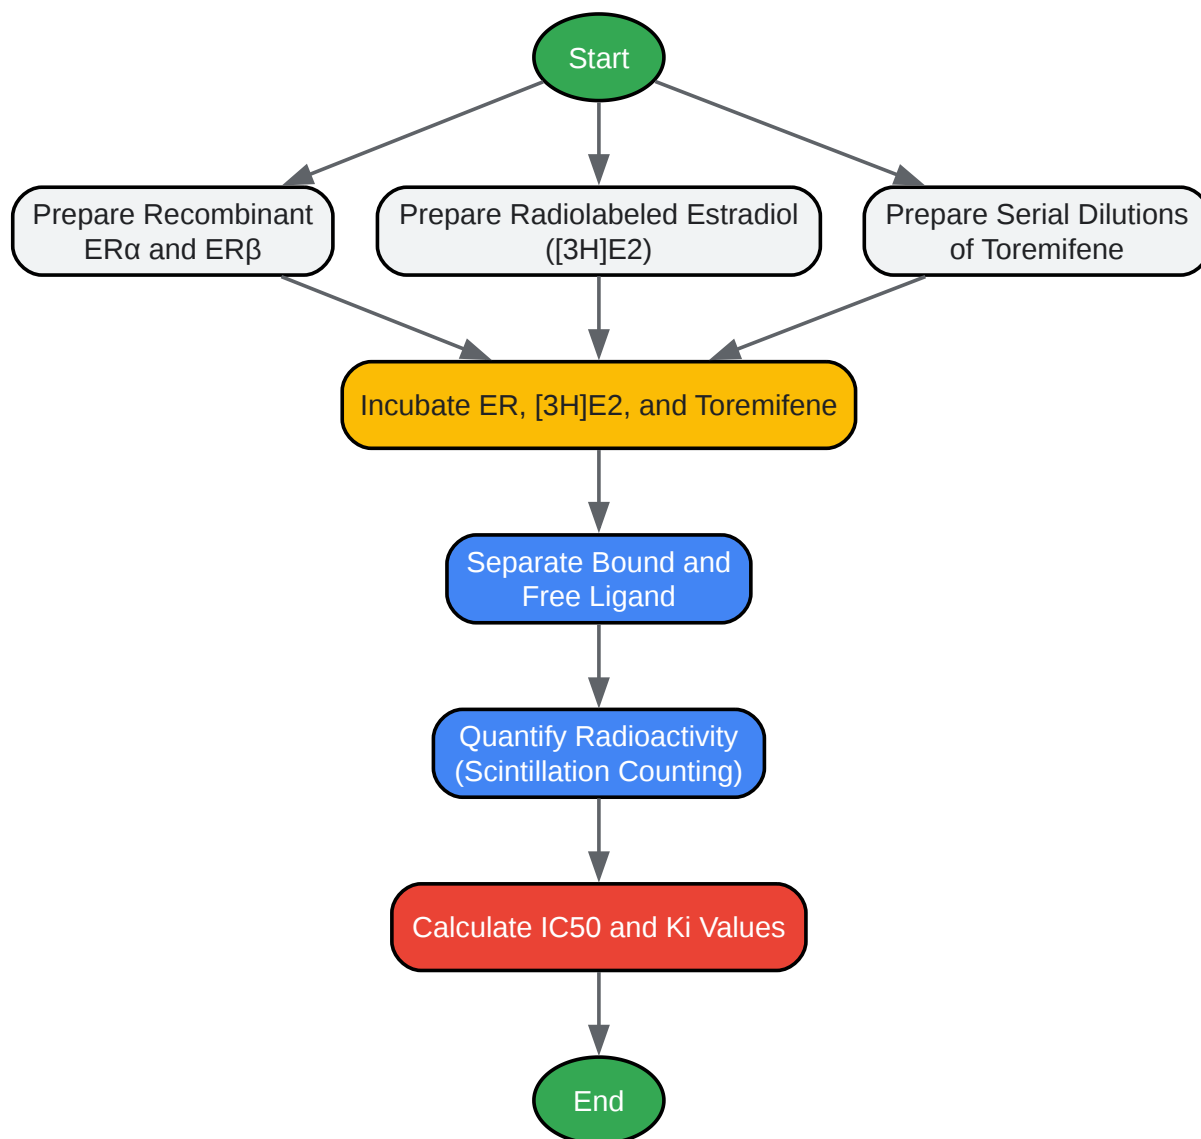 Start
Prepare Recombinant
ERα and ERβ
Prepare Radiolabeled Estradiol
([3H]E2)
Prepare Serial Dilutions
of Toremifene
Incubate ER, [3H]E2, and Toremifene
Separate Bound and
Free Ligand
Quantify Radioactivity
(Scintillation Counting)
Calculate IC50 and Ki Values
End